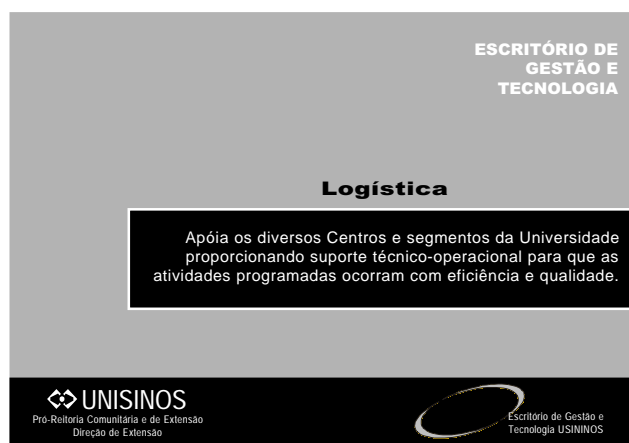 ESCRITÓRIO DE
GESTÃO E
TECNOLOGIA
Logística
Apóia os diversos Centros e segmentos da Universidade
proporcionando suporte técnico-operacional para que as
atividades programadas ocorram com eficiência e qualidade.
UNISINOS
Pró-Reitoria Comunitária e de Extensão
Direção de Extensão
Escritório de Gestão e
Tecnologia USININOS